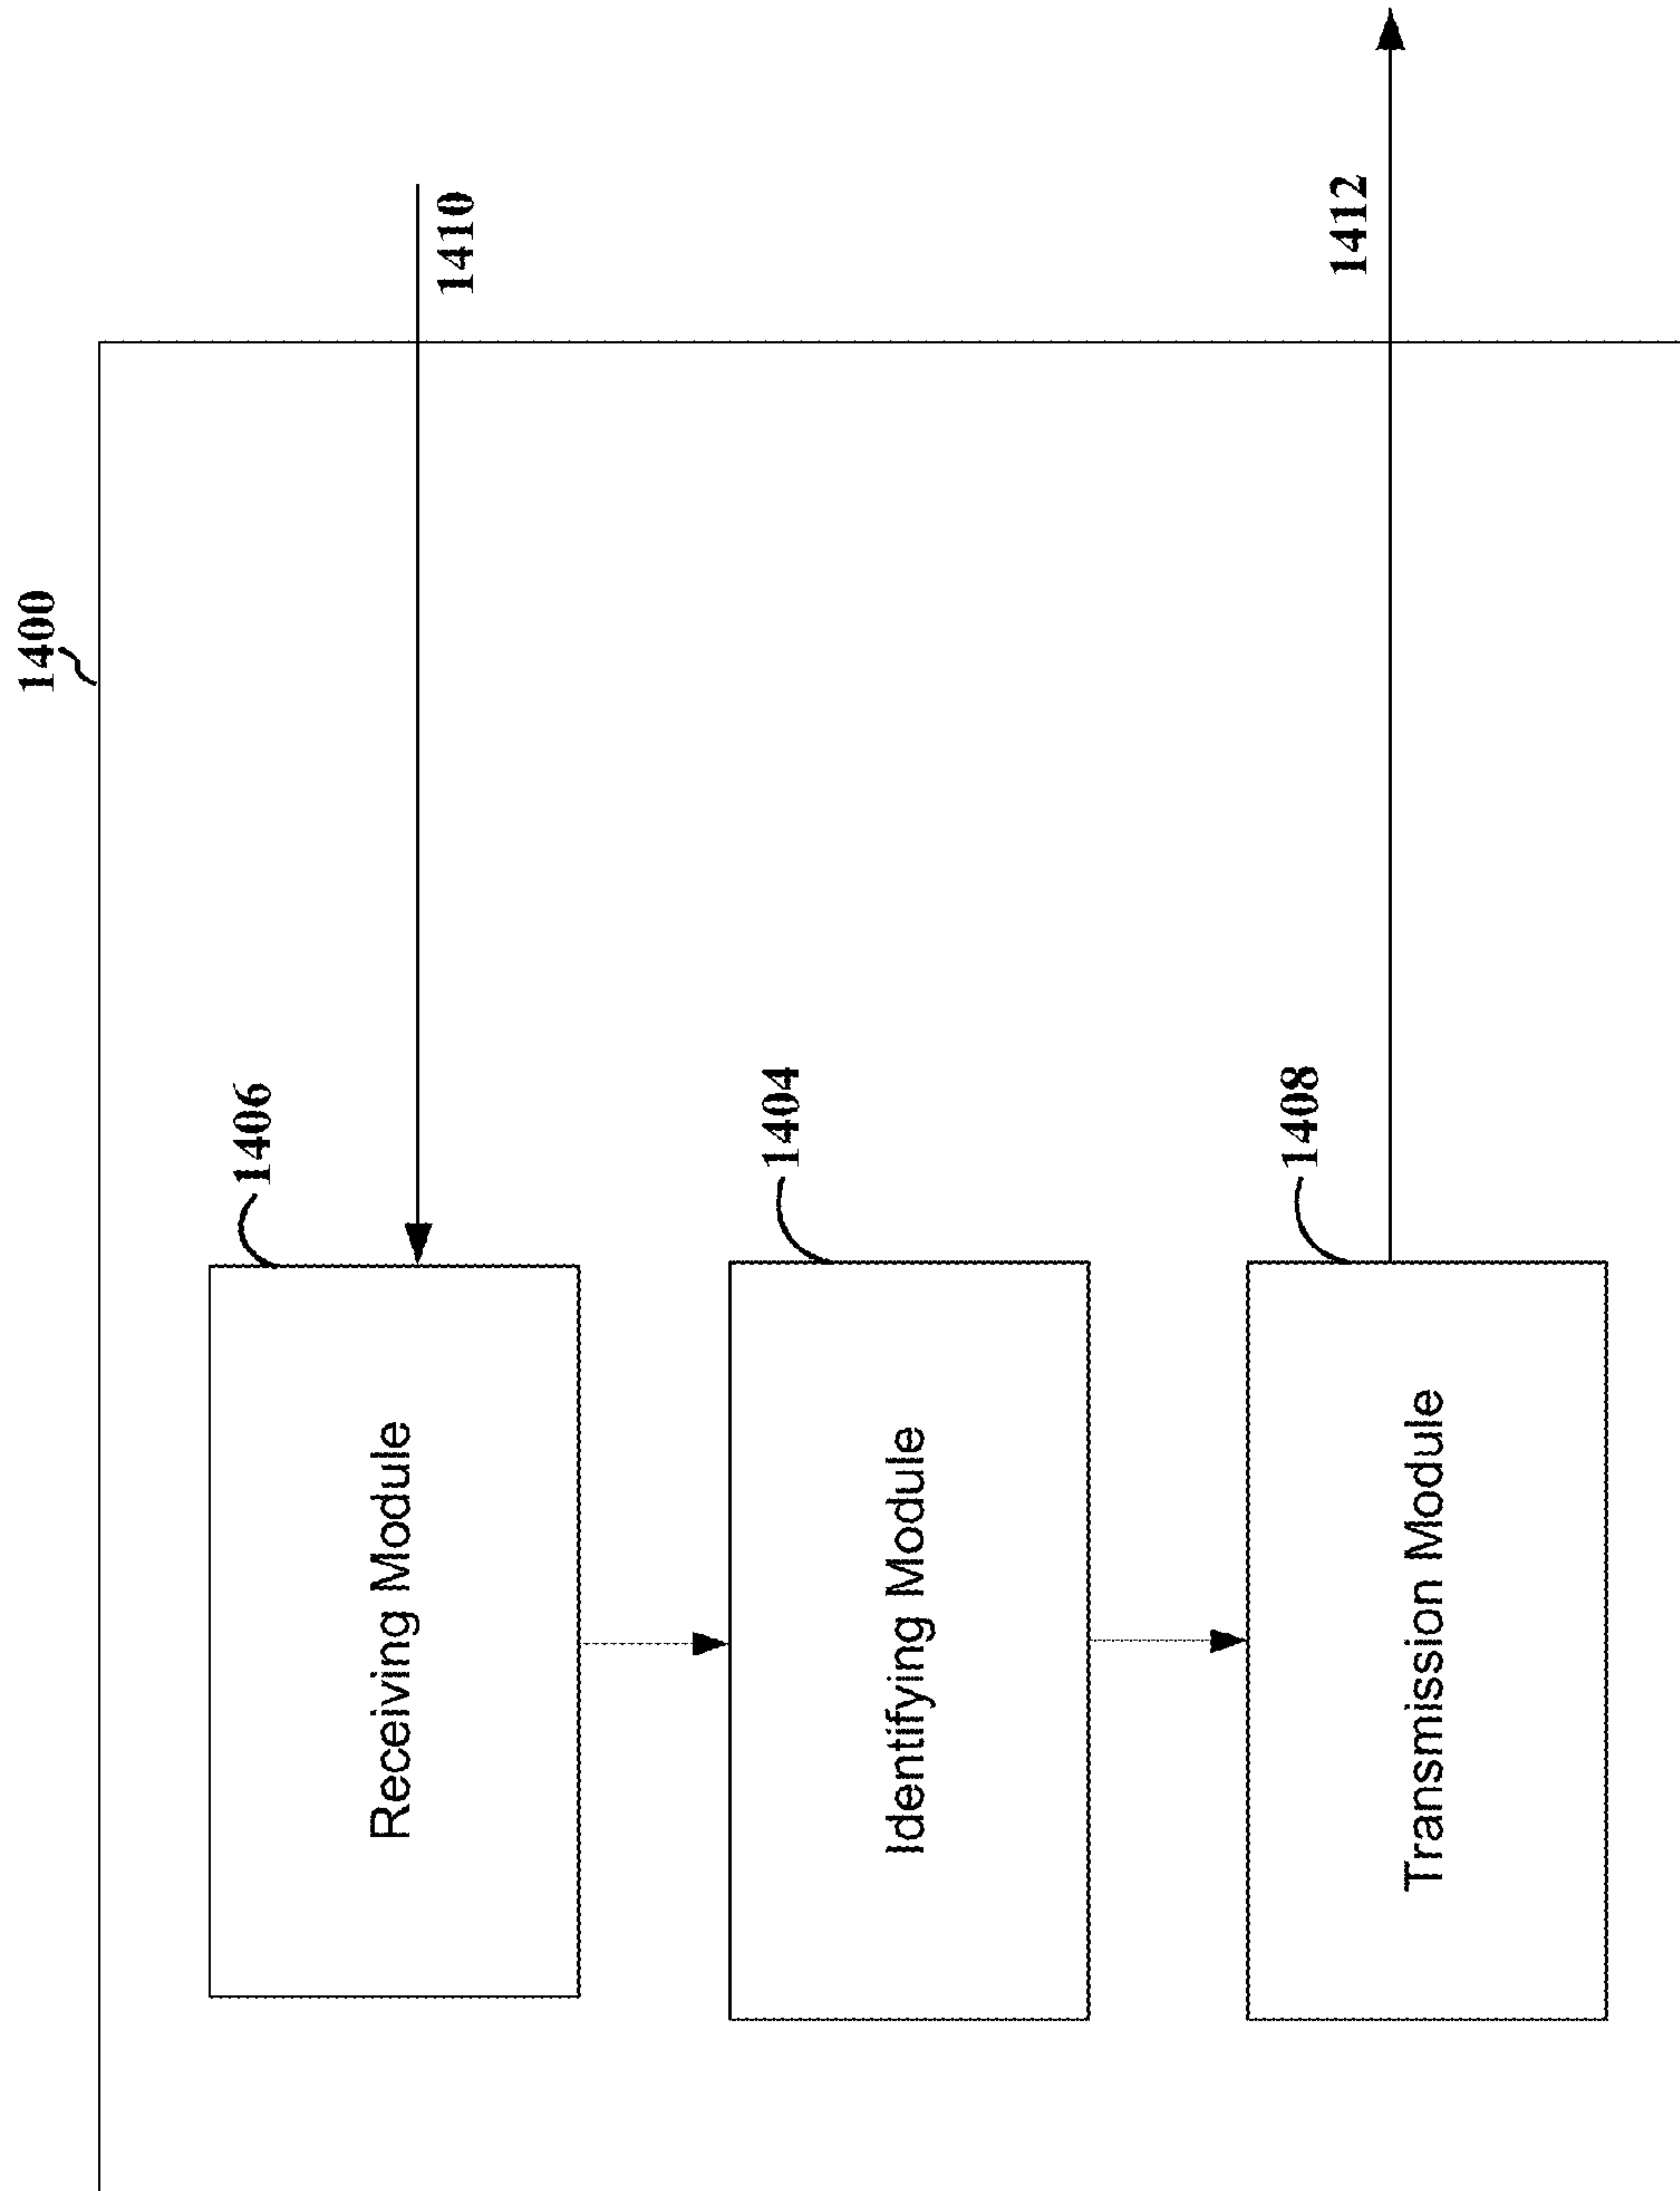 1400
1410
1406
Receiving Module
1404
Identifying Module
1412
1408
Transmission Module